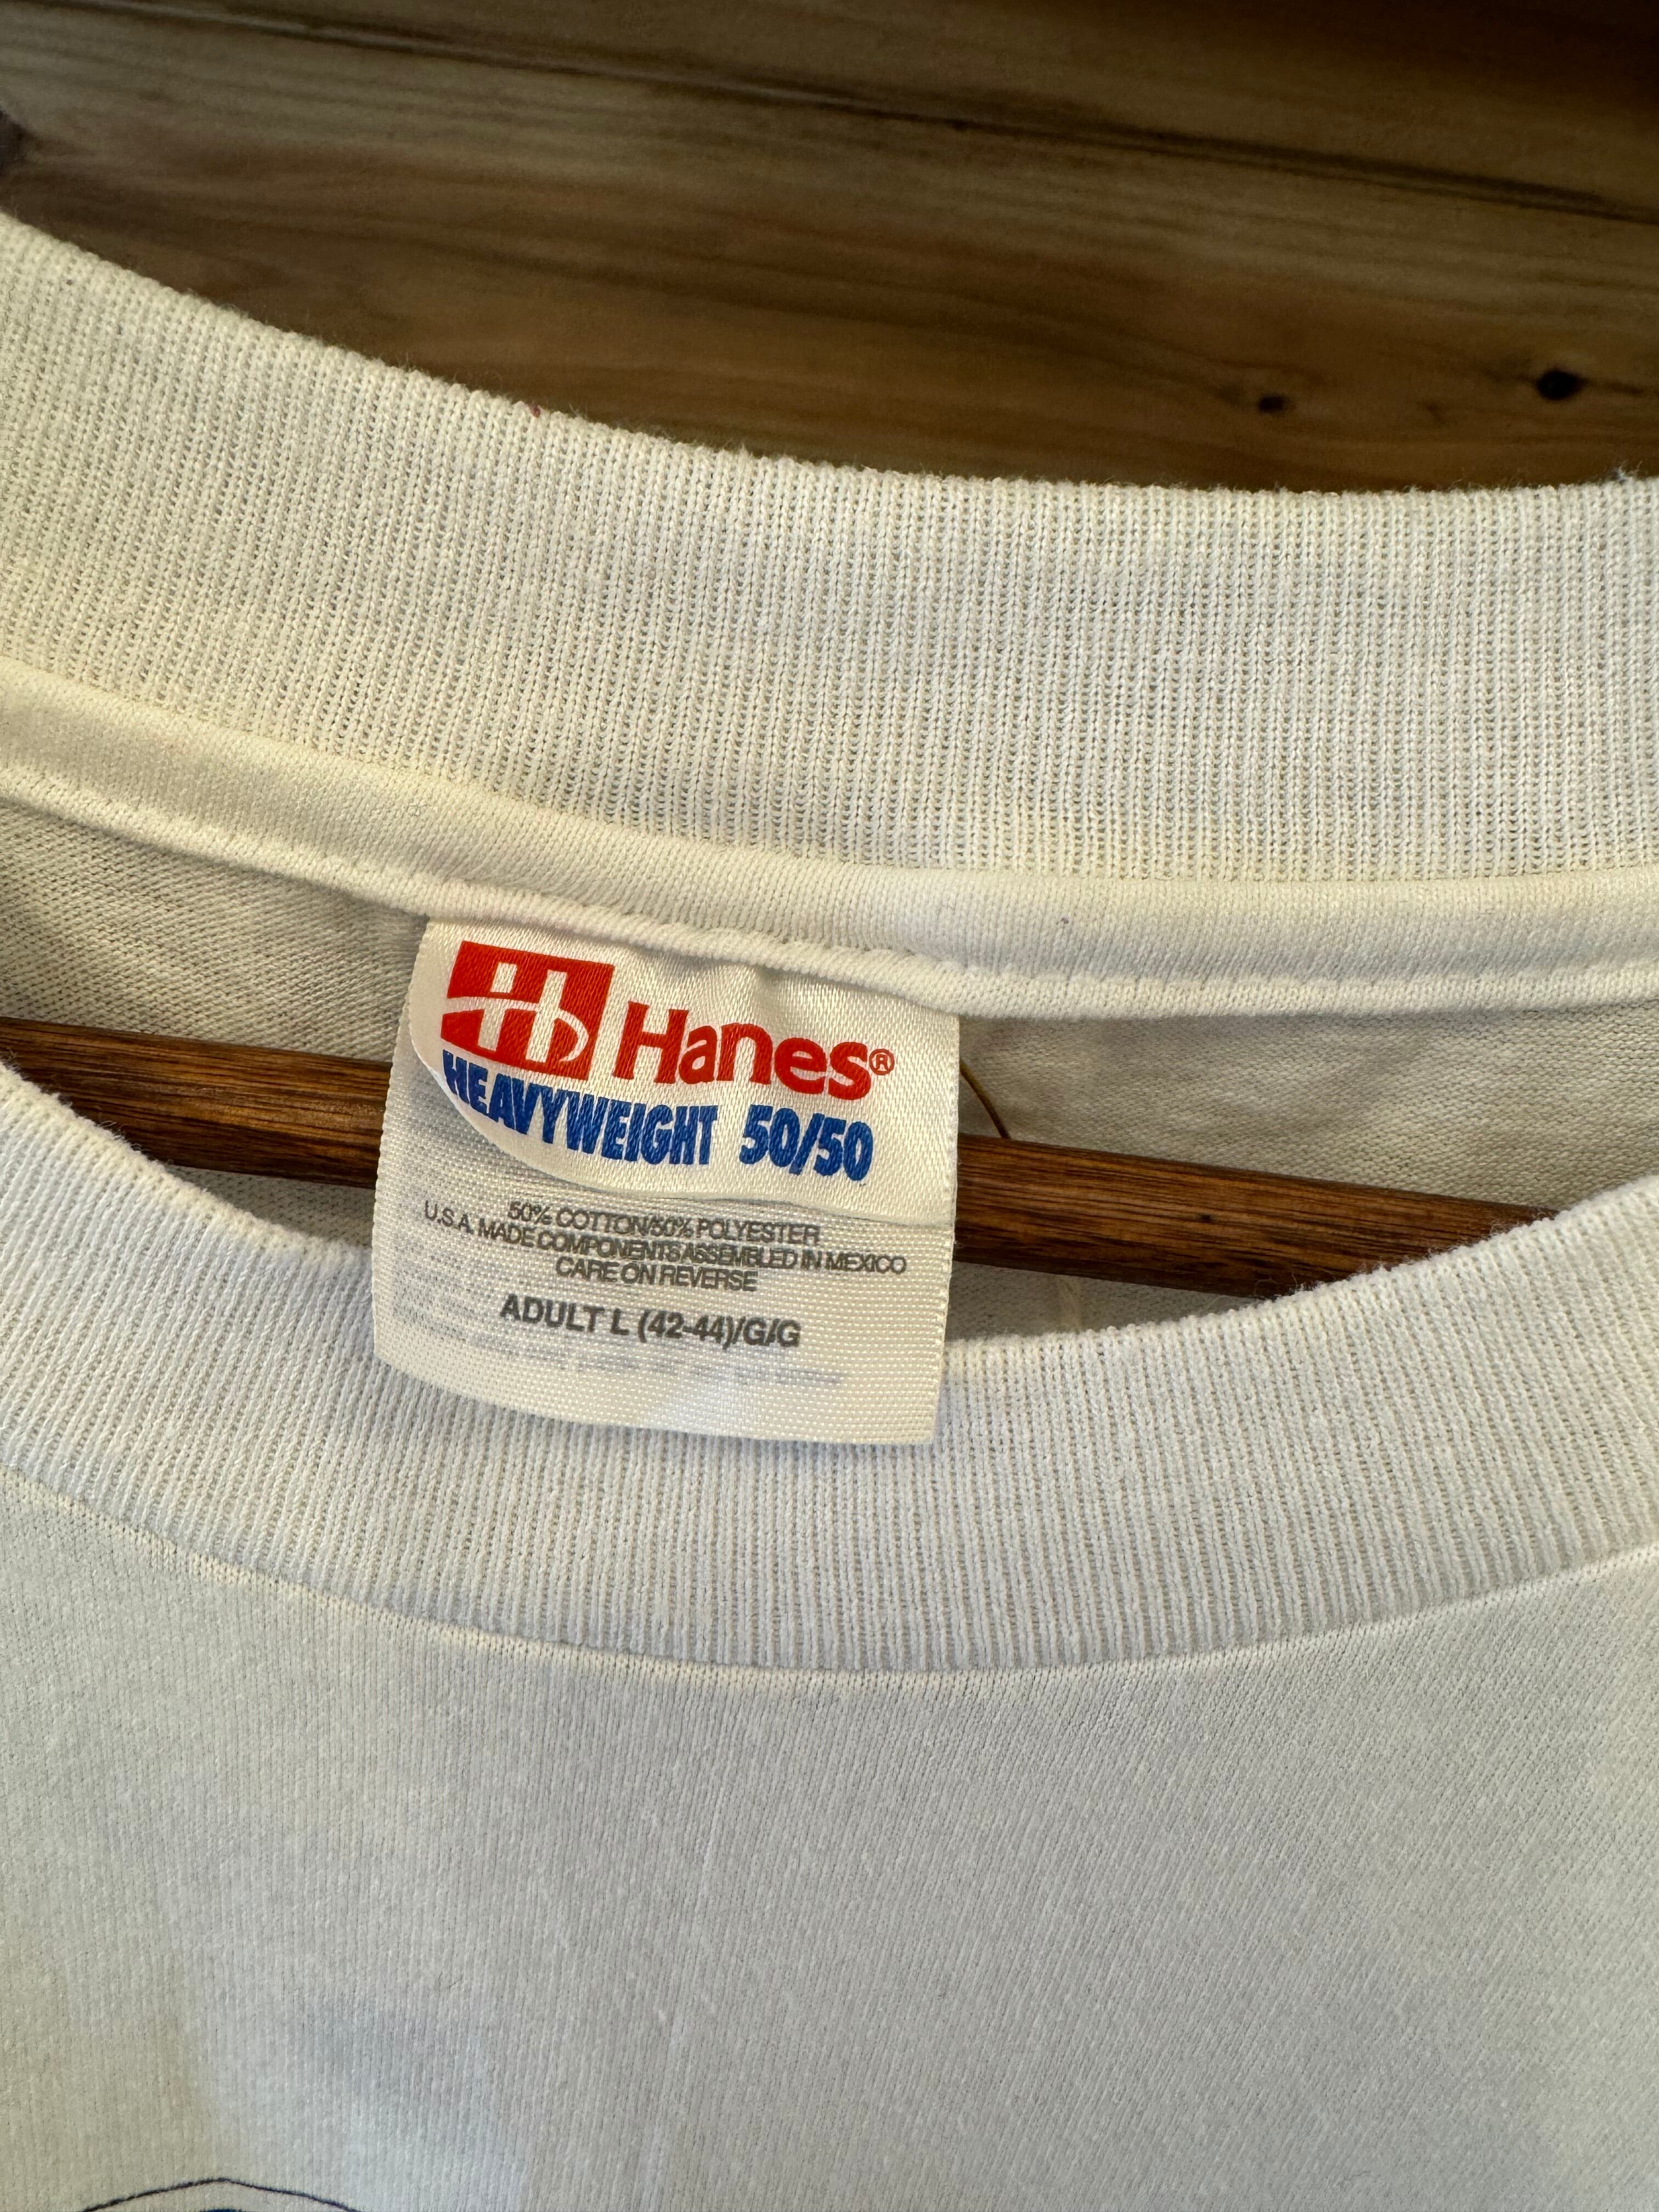 Hanes®
HEAVYWEIGHT 50/50
50% COTTON/50% POLYESTER
U.S.A. MADE COMPONENTS ASSEMBLED IN MEXICO
CARE ON REVERSE
ADULT L (42-44)/G/G